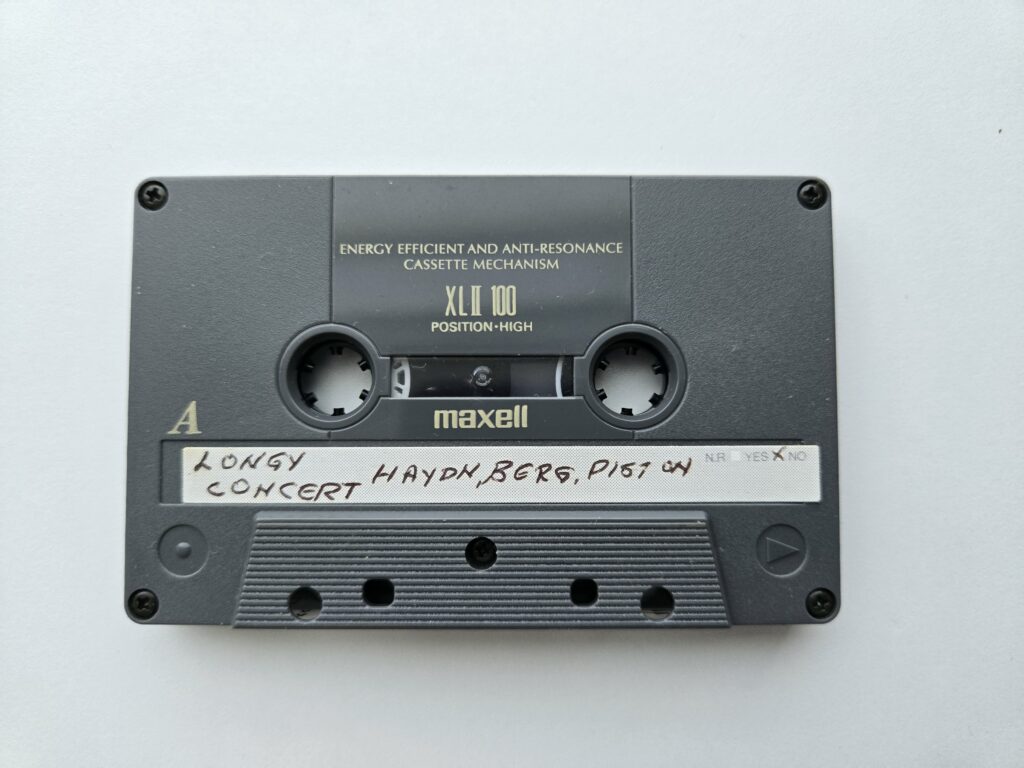 ENERGY EFFICIENT AND ANTI-RESONANCE
CASSETTE MECHANISM
XLII 100
POSITION·HIGH
maxell
A
LONGY
CONCERT
HAYDN, BERG, PISTON
N.R YES NO